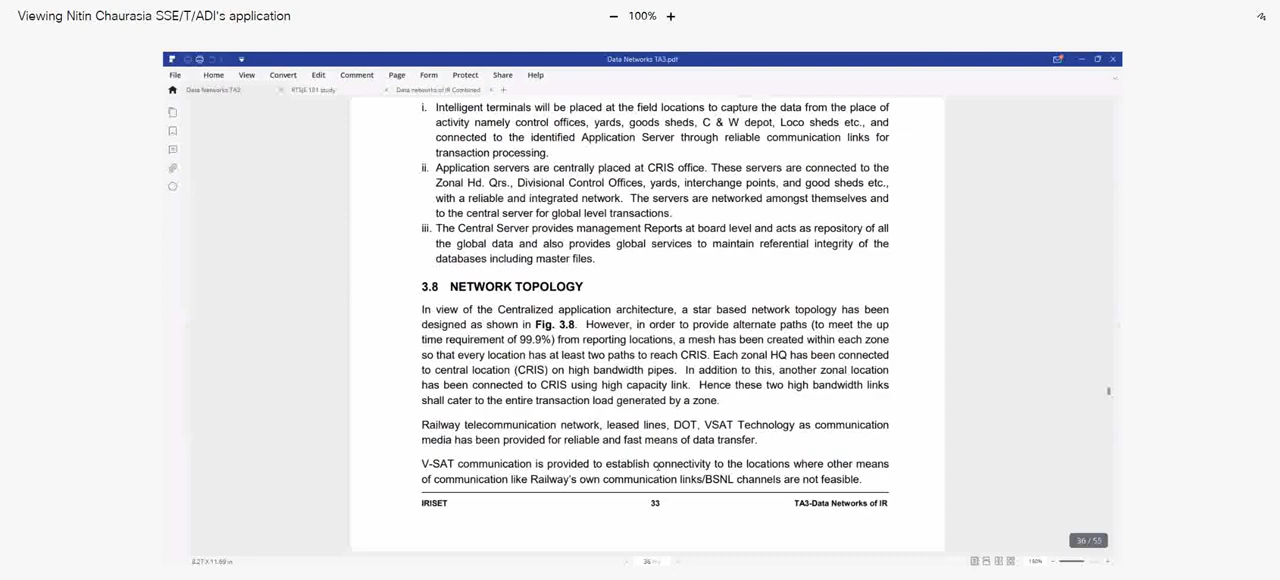 Viewing Nitin Chaurasia SSE/T/ADI's application
100%
Data Networks TA3.pdf
File Home View Convert Edit Comment Page Form Protect Share Help
Data Networks TA3
Data networks of IR Combined
i. Intelligent terminals will be placed at the field locations to capture the data from the place of
activity namely control offices, yards, goods sheds, C & W depot, Loco sheds etc., and
connected to the identified Application Server through reliable communication links for
transaction processing.
ii. Application servers are centrally placed at CRIS office. These servers are connected to the
Zonal Hd. Qrs., Divisional Control Offices, yards, interchange points, and good sheds etc.,
with a reliable and integrated network. The servers are networked amongst themselves and
to the central server for global level transactions.
iii. The Central Server provides management Reports at board level and acts as repository of all
the global data and also provides global services to maintain referential integrity of the
databases including master files.
3.8 NETWORK TOPOLOGY
In view of the Centralized application architecture, a star based network topology has been
designed as shown in Fig. 3.8. However, in order to provide alternate paths (to meet the up
time requirement of 99.9%) from reporting locations, a mesh has been created within each zone
so that every location has at least two paths to reach CRIS. Each zonal HQ has been connected
to central location (CRIS) on high bandwidth pipes. In addition to this, another zonal location
has been connected to CRIS using high capacity link. Hence these two high bandwidth links
shall cater to the entire transaction load generated by a zone.
Railway telecommunication network, leased lines, DOT, VSAT Technology as communication
media has been provided for reliable and fast means of data transfer.
V-SAT communication is provided to establish connectivity to the locations where other means
of communication like Railway's own communication links/BSNL channels are not feasible.
IRISET 33 TA3-Data Networks of IR
36 / 55
8.27 X 11.69 in